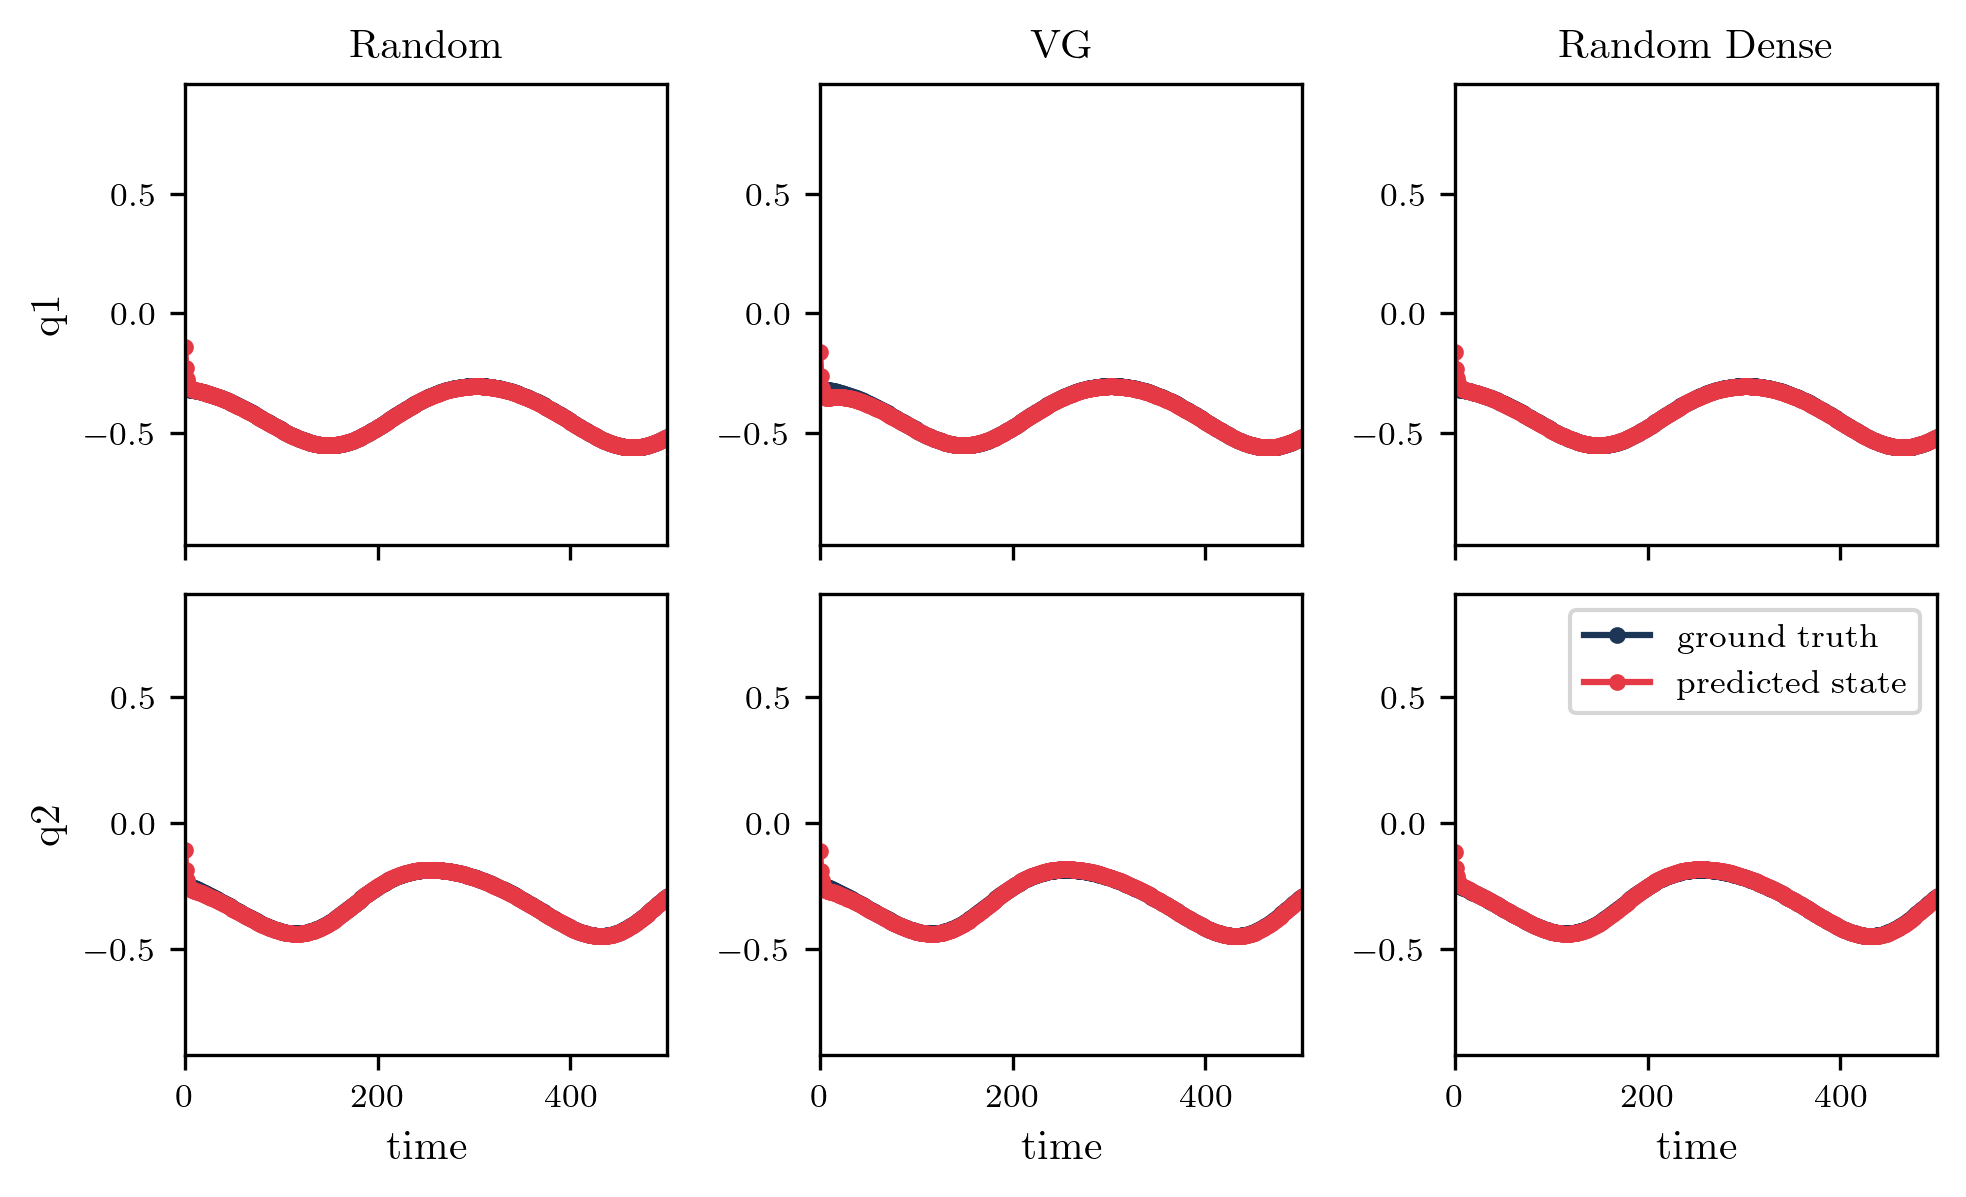 Random VG Random Dense
q1
0.5 0.5 0.5
0.0 0.0 0.0
−0.5 −0.5 −0.5
q2
ground truth
predicted state
0.5 0.5 0.5
0.0 0.0 0.0
−0.5 −0.5 −0.5
0 200 400 0 200 400 0 200 400
time time time